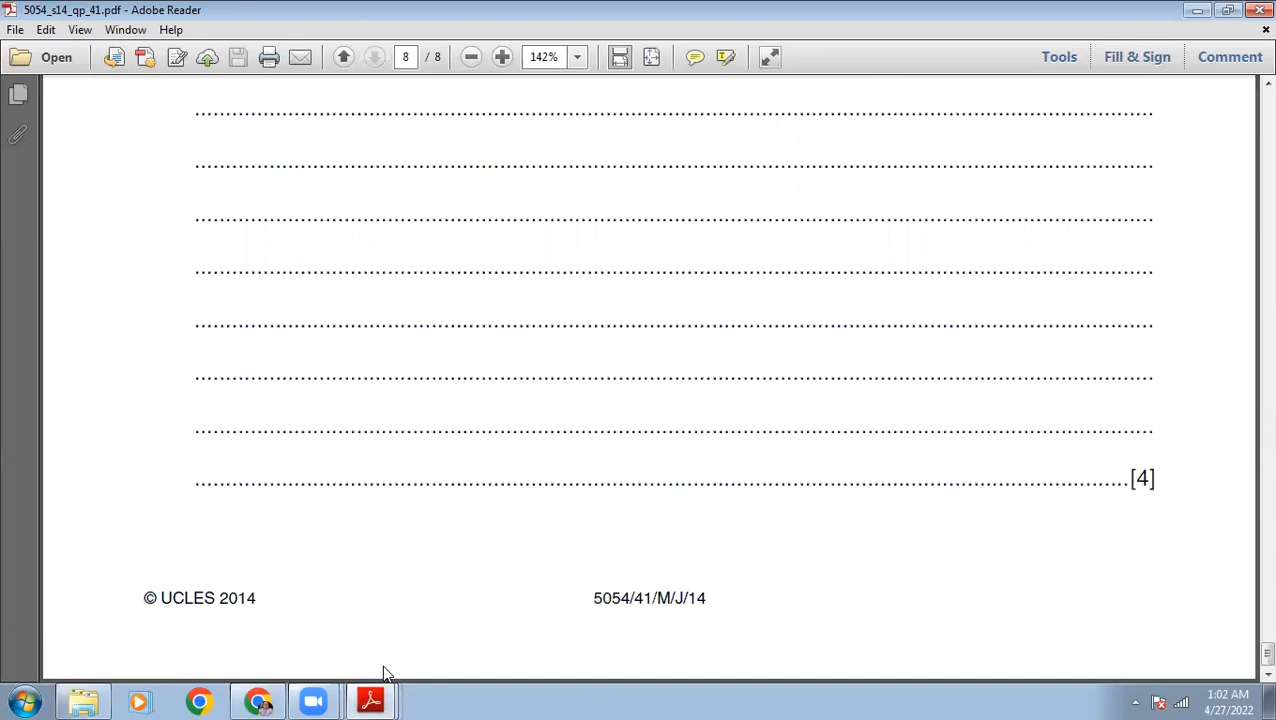 5054_s14_qp_41.pdf - Adobe Reader
File Edit View Window Help
Open 8 / 8 142% Tools Fill & Sign Comment
[4]
© UCLES 2014 5054/41/M/J/14
1:02 AM
4/27/2022